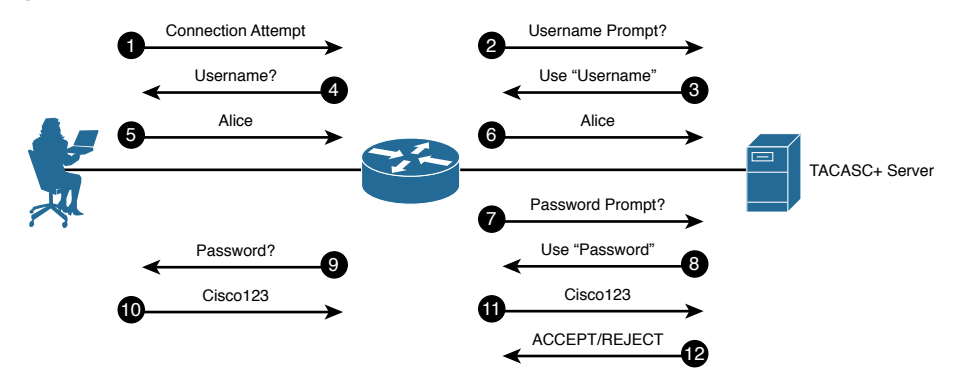 1 Connection Attempt
2 Username Prompt?
Username? 4
Use “Username” 3
5 Alice
6 Alice
TACASC+ Server
7 Password Prompt?
Password? 9
Use “Password” 8
10 Cisco123
11 Cisco123
ACCEPT/REJECT 12